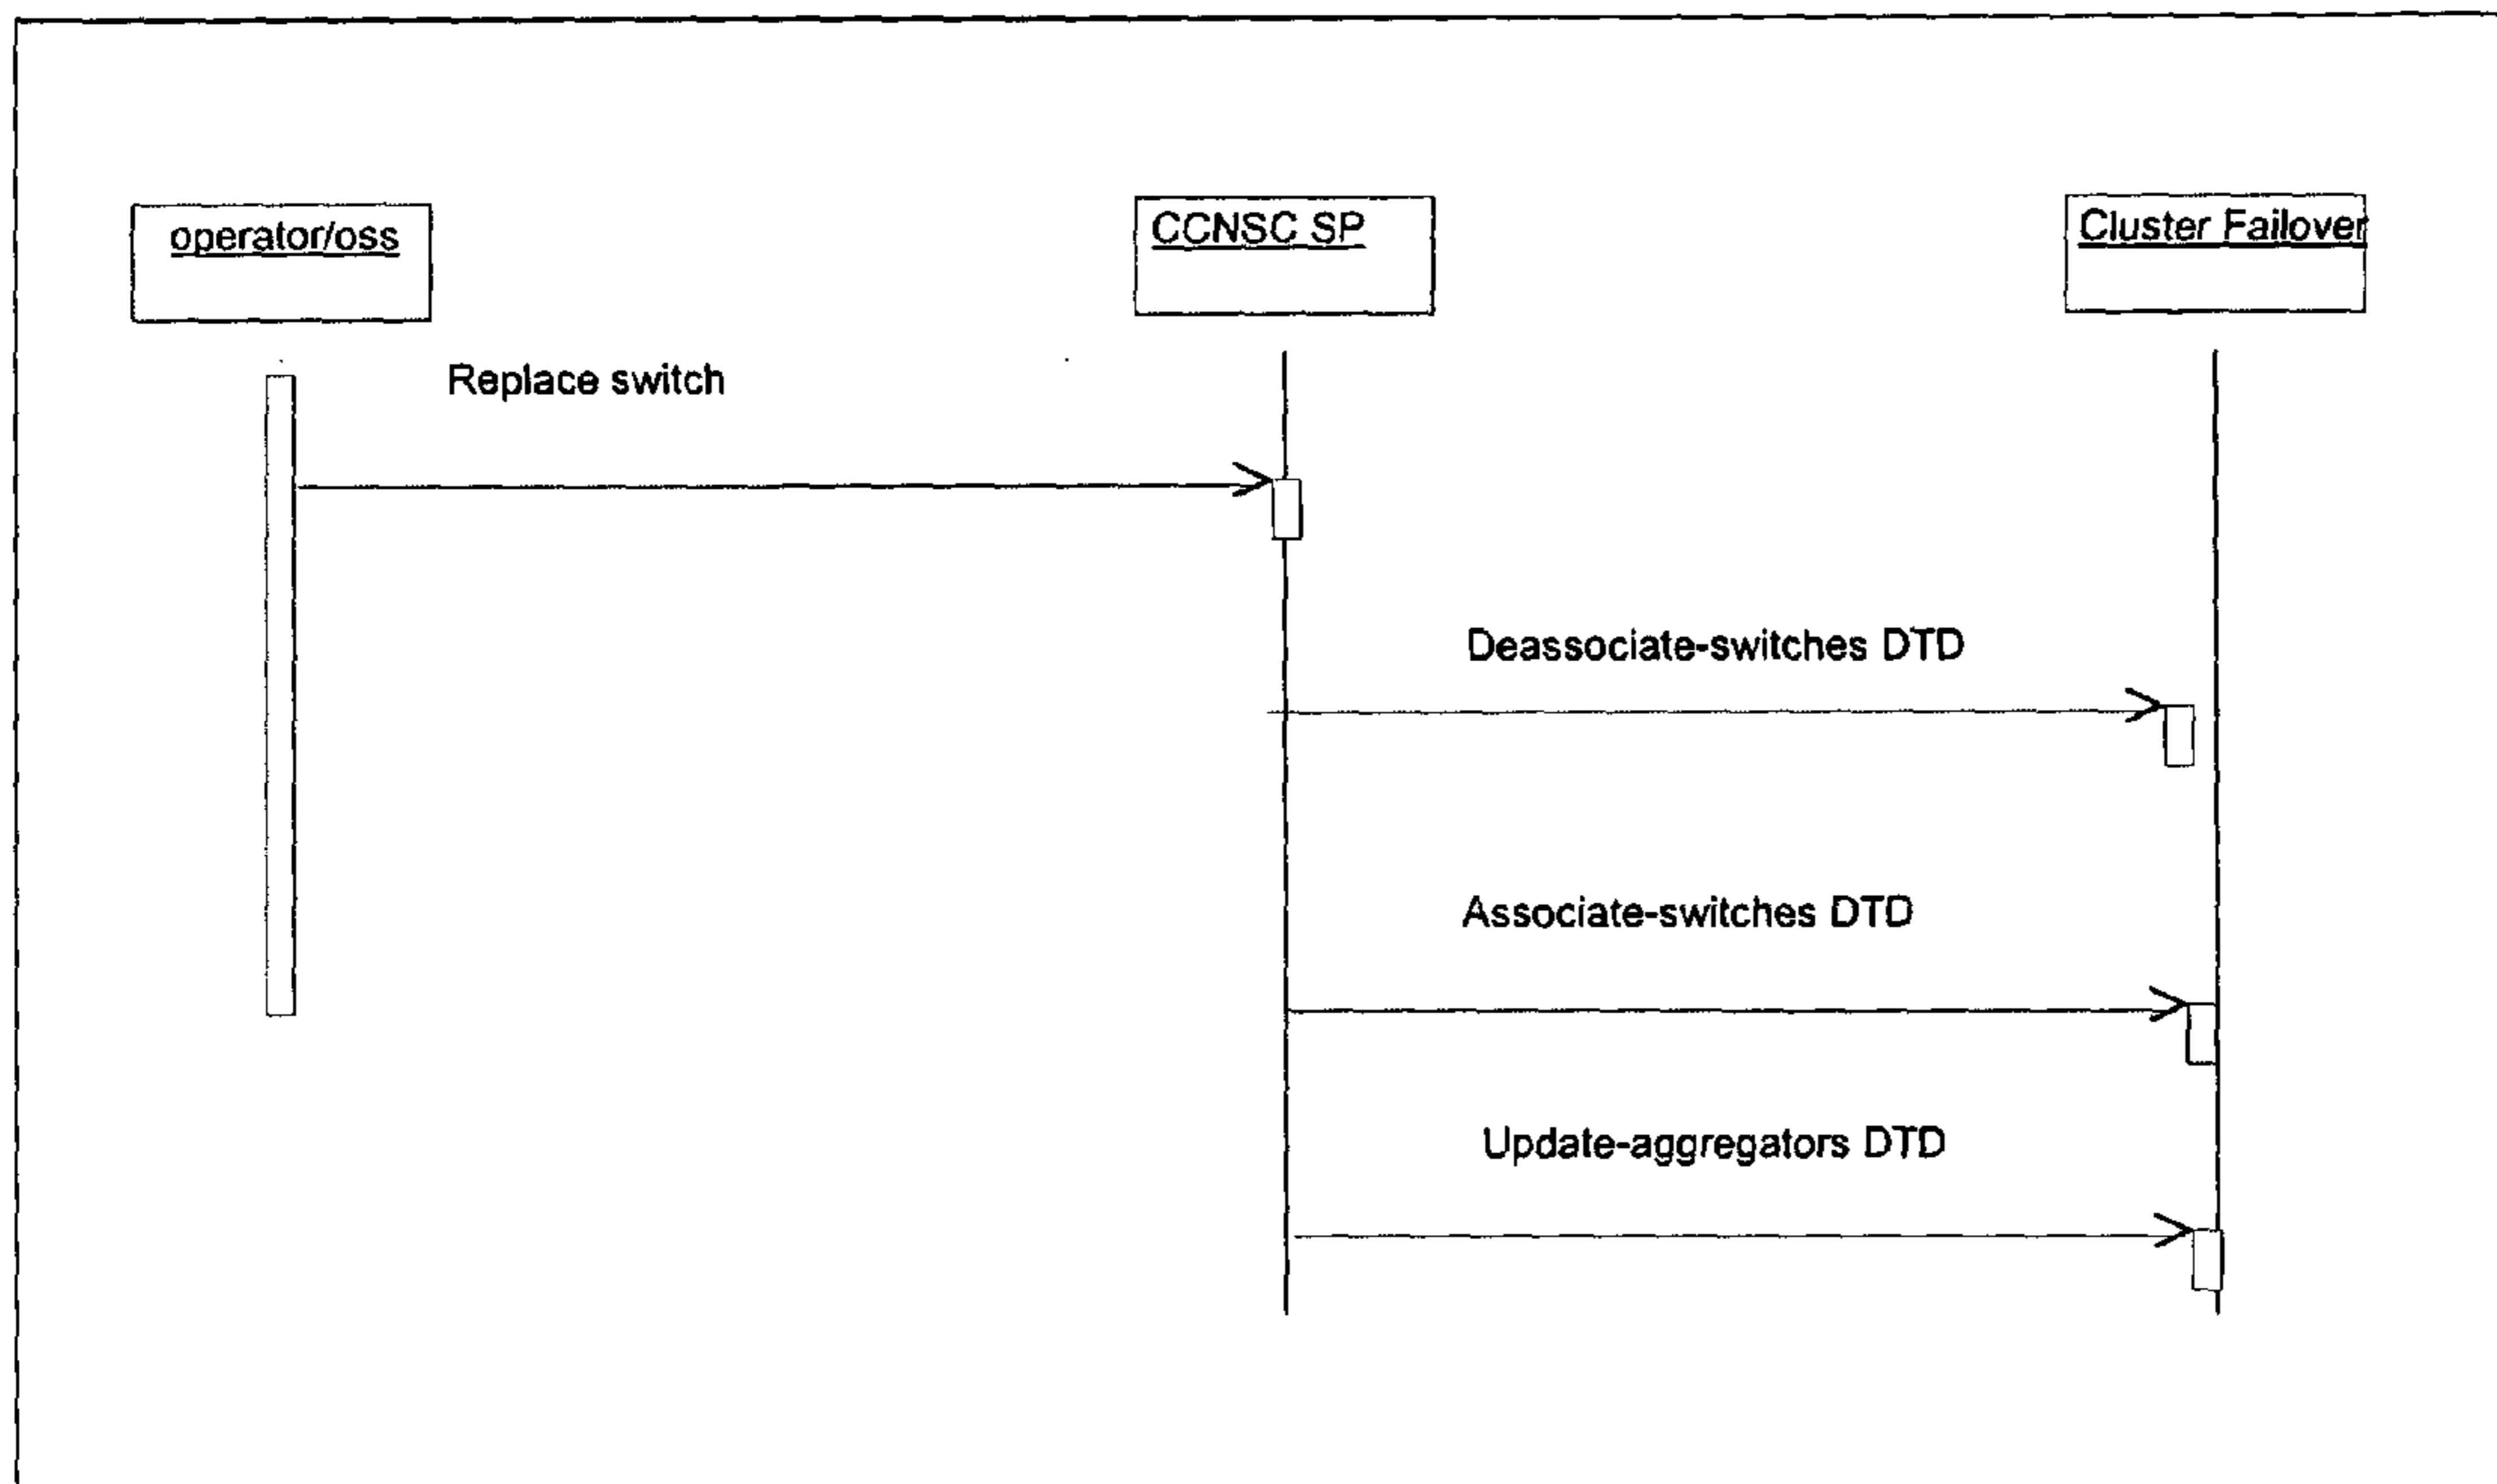 operator/oss
CCNSC SP
Cluster Failover
Replace switch
Deassociate-switches DTD
Associate-switches DTD
Update-aggregators DTD